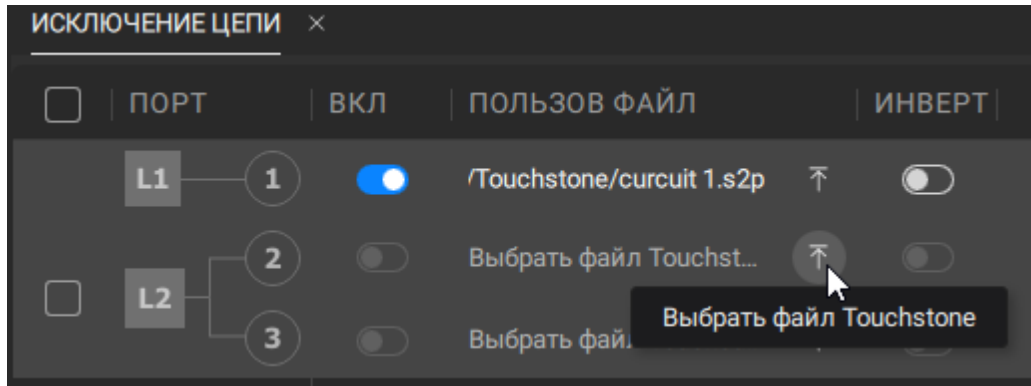 ИСКЛЮЧЕНИЕ ЦЕПИ
ПОРТ ВКЛ ПОЛЬЗОВ ФАЙЛ ИНВЕРТ
L1 1 /Touchstone/curcuit 1.s2p
2 Выбрать файл Touchst...
L2
Выбрать файл Touchstone
3 Выбрать